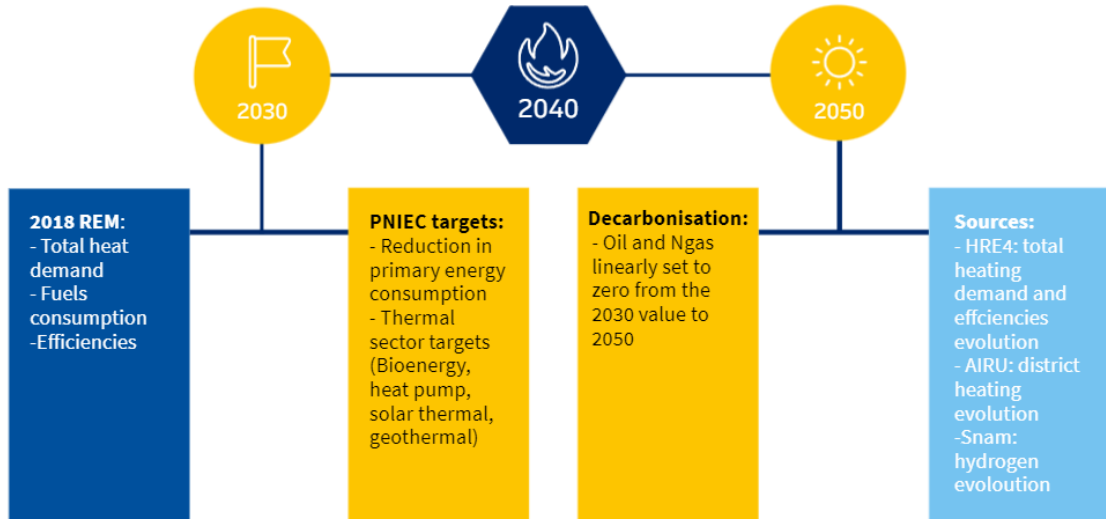 2030
2040
2050
2018 REM:
- Total heat
demand
- Fuels
consumption
-Efficiencies
PNIEC targets:
- Reduction in
primary energy
consumption
- Thermal
sector targets
(Bioenergy,
heat pump,
solar thermal,
geothermal)
Decarbonisation:
- Oil and Ngas
linearly set to
zero from the
2030 value to
2050
Sources:
- HRE4: total
heating
demand and
effciencies
evolution
- AIRU: district
heating
evolution
-Snam:
hydrogen
evoloution